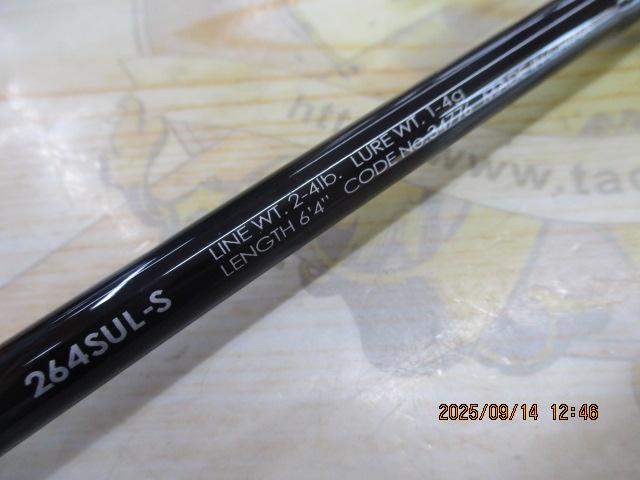 264SUL-S
LINE WT. 2-4lb. LURE WT. 1-4g
LENGTH 6'4" CODE No.34776
http
www.ta
2025/09/14 12:46